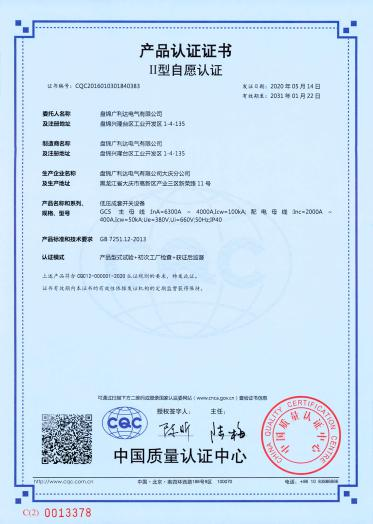 产品认证证书
II型自愿认证
证书编号：CQC2016010301840383
发证日期：2020 年 05 月 14 日
有效期至：2031 年 01 月 22 日
委托人名称
及注册地址
盘锦广利达电气有限公司
盘锦兴隆台区工业开发区 1-4-135
制造商名称
及注册地址
盘锦广利达电气有限公司
盘锦兴隆台区工业开发区 1-4-135
生产企业名称
及生产地址
盘锦广利达电气有限公司大庆分公司
黑龙江省大庆市高新区产业三区新荣路 11 号
产品名称和系列、
规格、型号
低压成套开关设备
GCS 主母线:InA=6300A ~ 4000A,Icw=100kA; 配电母线:Inc=2000A ~
400A,Icw=50kA;Ue=380V,Ui=660V;50Hz;IP40
产品标准和技术要求
GB 7251.12-2013
认证模式
产品型式试验+初次工厂检查+获证后监督
上述产品符合 CQC12-000001-2020 认证规则的要求，特发此证。
证书有效期内本证书的有效性依据发证机构的定期监督获得保持。
可通过扫描下方二维码或登录国家认监委网站（www.cnca.gov.cn）查验证书信息
CQC
授权签字人：
主任：
陆梅
中国质量认证中心
CHINA QUALITY CERTIFICATION CENTRE
中国质量认证中心
http://www.cqc.com.cn
中国·北京·南四环西路188号9区 100070
C(2) 0013378